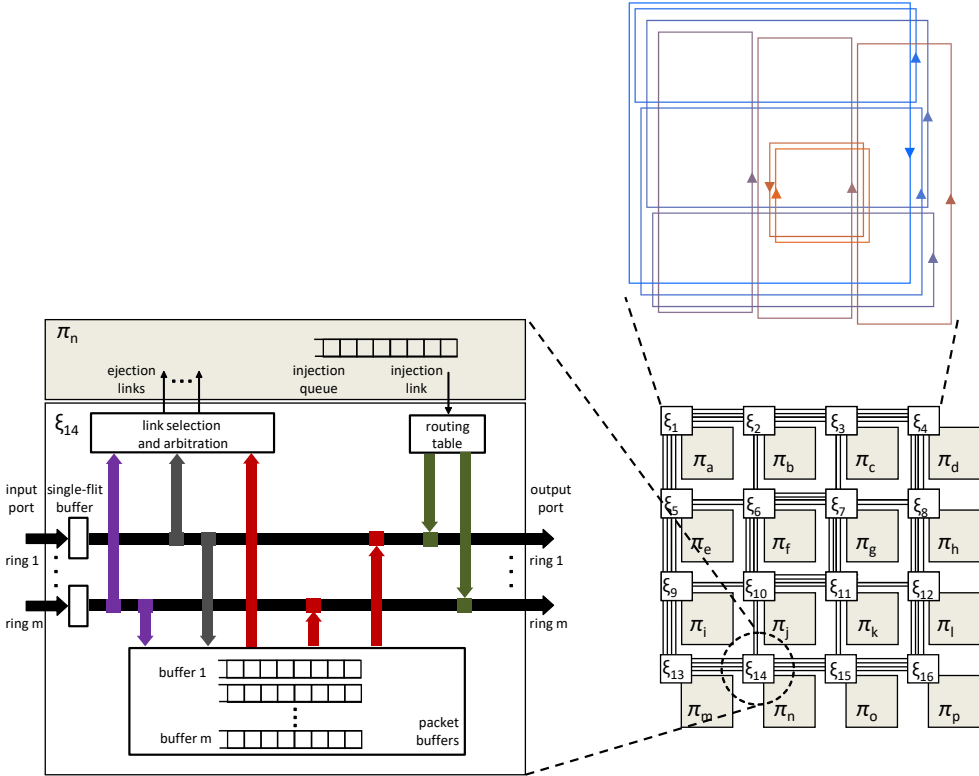 π_n
ejection
links
injection
queue
injection
link
ξ_14
link selection
and arbitration
routing
table
input
port
single-flit
buffer
output
port
ring 1
ring 1
ring m
ring m
buffer 1
buffer m
packet
buffers
ξ_1 ξ_2 ξ_3 ξ_4
π_a π_b π_c π_d
ξ_5 ξ_6 ξ_7 ξ_8
π_e π_f π_g π_h
ξ_9 ξ_10 ξ_11 ξ_12
π_i π_j π_k π_l
ξ_13 ξ_14 ξ_15 ξ_16
π_m π_n π_o π_p